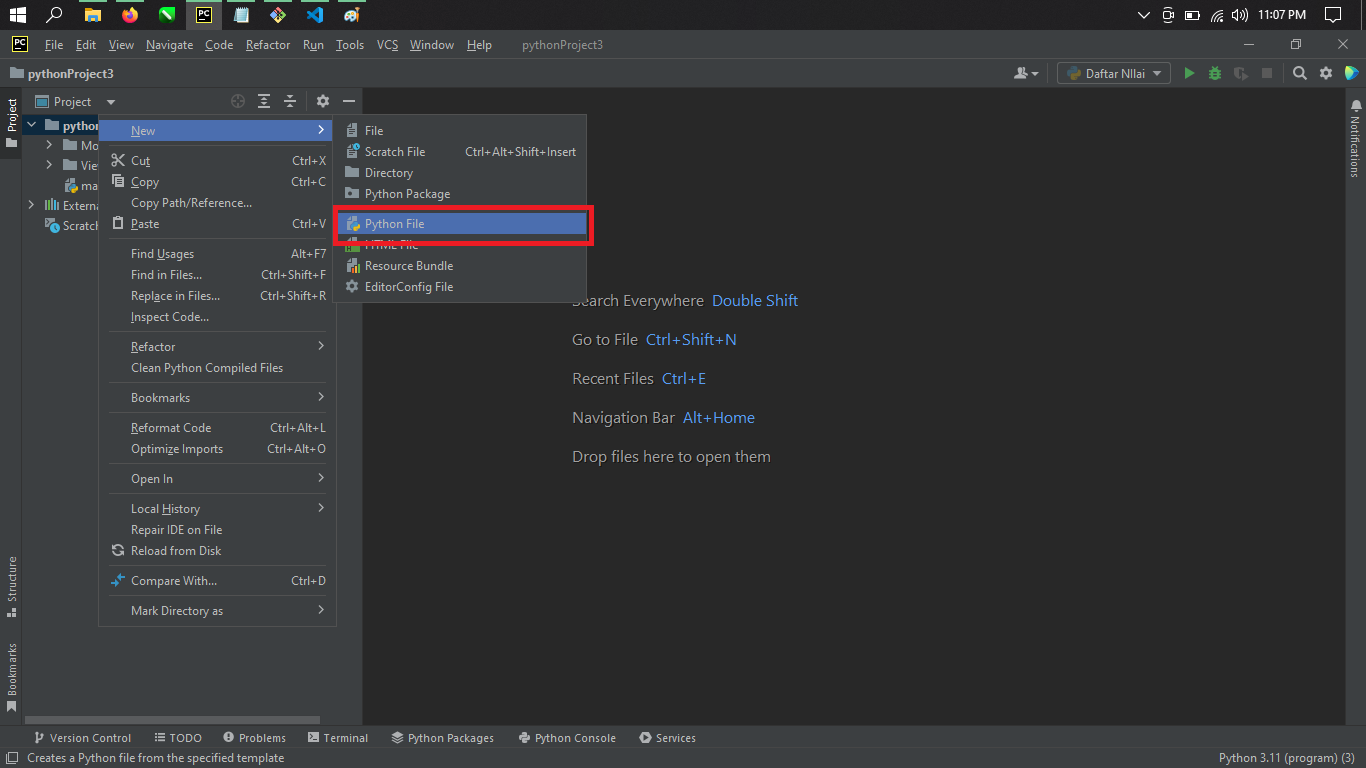 11:07 PM
PC File Edit View Navigate Code Refactor Run Tools VCS Window Help pythonProject3
pythonProject3 Daftar NIlai
Project
Project
New
Cut Ctrl+X
Copy Ctrl+C
Copy Path/Reference...
Paste Ctrl+V
Find Usages Alt+F7
Find in Files... Ctrl+Shift+F
Replace in Files... Ctrl+Shift+R
Inspect Code...
Refactor
Clean Python Compiled Files
Bookmarks
Reformat Code Ctrl+Alt+L
Optimize Imports Ctrl+Alt+O
Open In
Local History
Repair IDE on File
Reload from Disk
Compare With... Ctrl+D
Mark Directory as
File
Scratch File Ctrl+Alt+Shift+Insert
Directory
Python Package
Python File
HTML File
Resource Bundle
EditorConfig File
Search Everywhere Double Shift
Go to File Ctrl+Shift+N
Recent Files Ctrl+E
Navigation Bar Alt+Home
Drop files here to open them
Notifications
Structure
Bookmarks
Version Control TODO Problems Terminal Python Packages Python Console Services
Creates a Python file from the specified template Python 3.11 (program) (3)